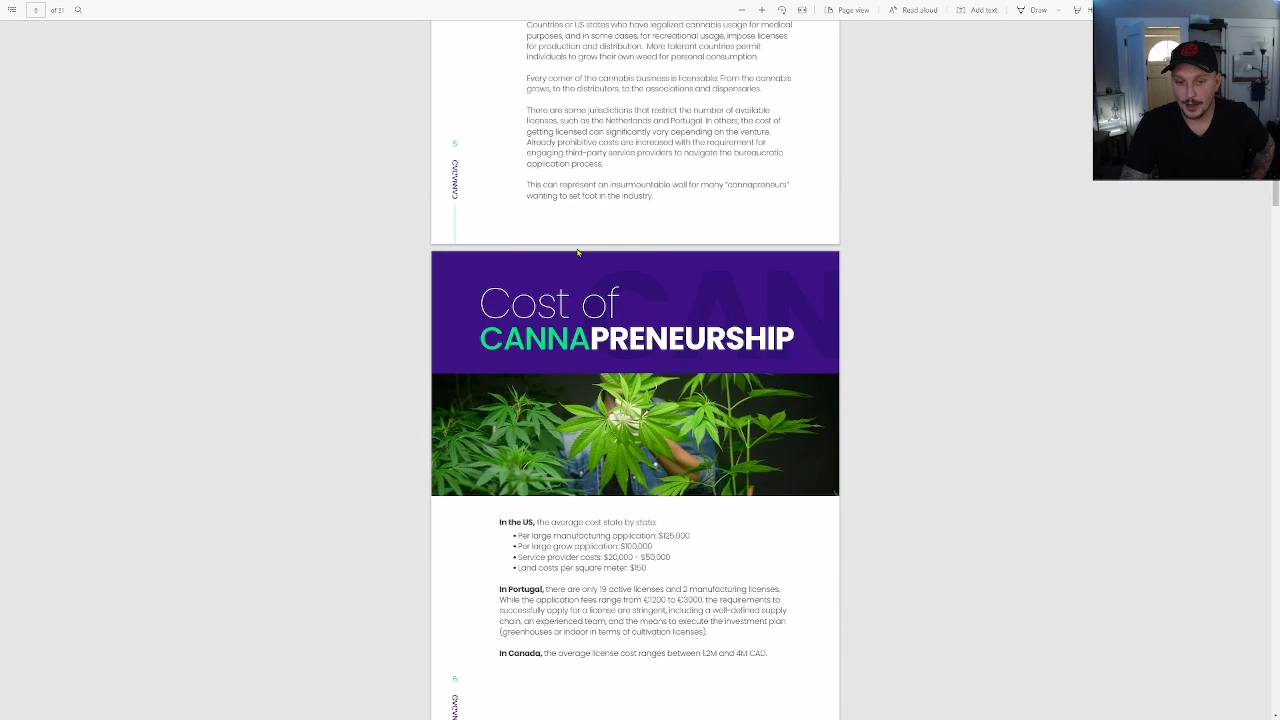 6 of 21 Page view Read aloud Add text Draw
Countries or US states who have legalized cannabis usage for medical
purposes, and in some cases, for recreational usage, impose licenses
for production and distribution. More tolerant countries permit
individuals to grow their own weed for personal consumption.
Every corner of the cannabis business is licensable: From the cannabis
grows, to the distributors, to the associations and dispensaries.
There are some jurisdictions that restrict the number of available
licenses, such as the Netherlands and Portugal. In others, the cost of
getting licensed can significantly vary depending on the venture.
Already prohibitive costs are increased with the requirement for
engaging third-party service providers to navigate the bureaucratic
application process.
This can represent an insurmountable wall for many "cannapreneurs"
wanting to set foot in the industry.
5
Cost of
CANNAPRENEURSHIP
CAN
In the US, the average cost state by state:
• Per large manufacturing application: $125,000
• Per large grow application: $100,000
• Service provider costs: $20,000 - $50,000
• Land costs per square meter: $150
In Portugal, there are only 19 active licenses and 2 manufacturing licenses.
While the application fees range from €1200 to €3000, the requirements to
successfully apply for a license are stringent, including a well-defined supply
chain, an experienced team, and the means to execute the investment plan
(greenhouses or indoor in terms of cultivation licenses).
In Canada, the average license cost ranges between 1.2M and 4M CAD.
6